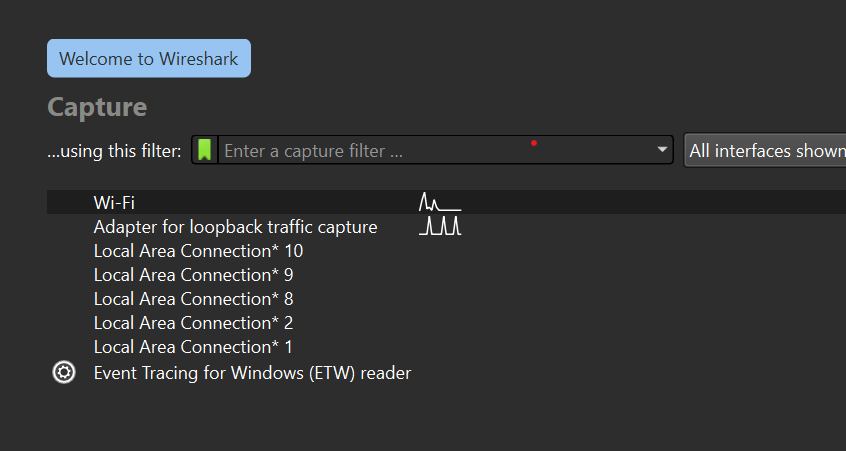 Welcome to Wireshark
Capture
...using this filter: Enter a capture filter ... All interfaces shown
Wi-Fi
Adapter for loopback traffic capture
Local Area Connection* 10
Local Area Connection* 9
Local Area Connection* 8
Local Area Connection* 2
Local Area Connection* 1
Event Tracing for Windows (ETW) reader